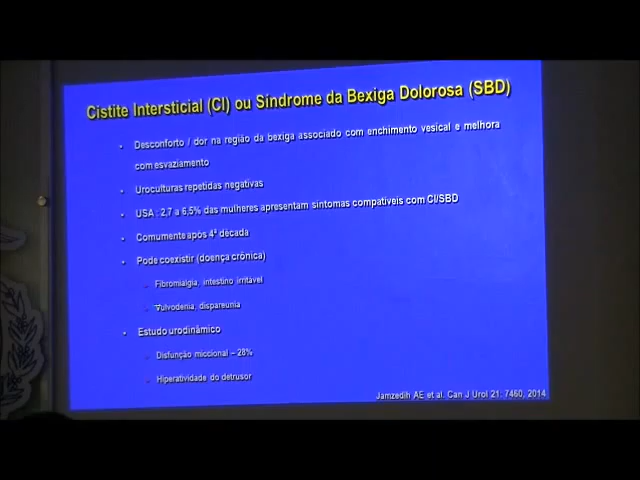 Cistite Intersticial (CI) ou Síndrome da Bexiga Dolorosa (SBD)
Desconforto / dor na região da bexiga associado com enchimento vesical e melhora
com esvaziamento
Uroculturas repetidas negativas
USA : 2,7 a 6,5% das mulheres apresentam sintomas compatíveis com CI/SBD
Comumente após 4ª década
Pode coexistir (doença crônica)
Fibromialgia, intestino irritável
Vulvodenia, dispareunia
Estudo urodinâmico
Disfunção miccional – 28%
Hiperatividade do detrusor
Jamzedih AE et al. Can J Urol 21: 7460, 2014